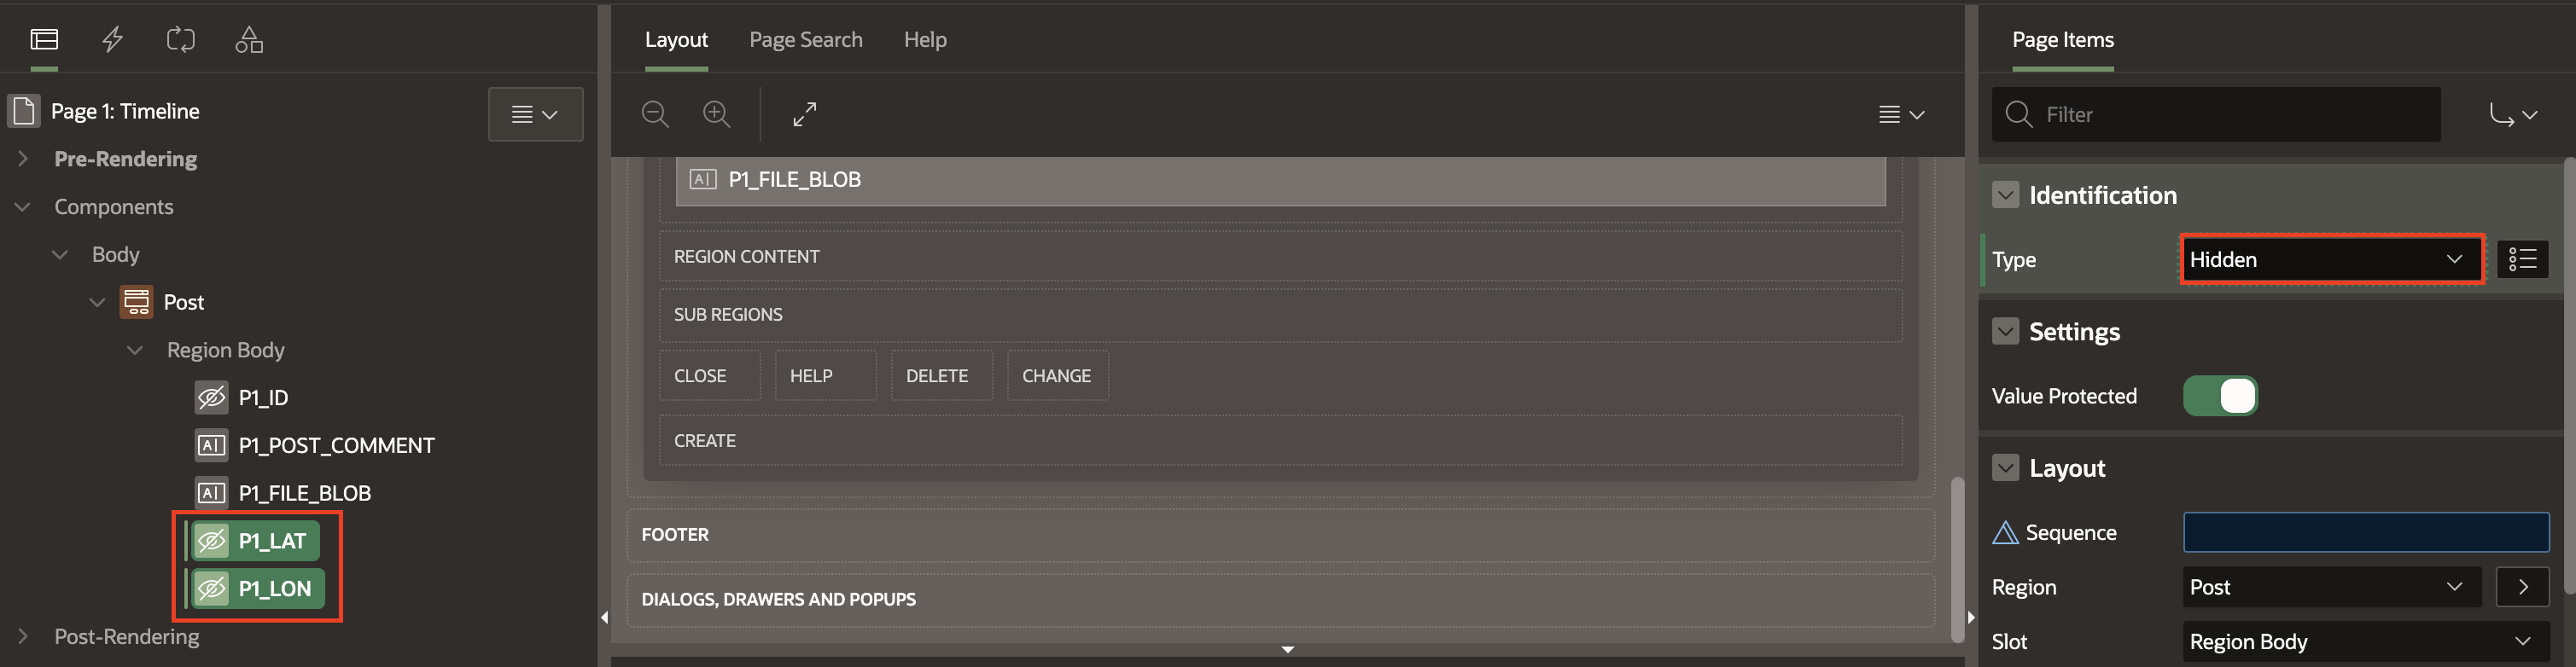 Page 1: Timeline
Pre-Rendering
Components
Body
Post
Region Body
P1_ID
P1_POST_COMMENT
P1_FILE_BLOB
P1_LAT
P1_LON
Post-Rendering
Layout Page Search Help
P1_FILE_BLOB
REGION CONTENT
SUB REGIONS
CLOSE HELP DELETE CHANGE
CREATE
FOOTER
DIALOGS, DRAWERS AND POPUPS
Page Items
Filter
Identification
Type Hidden
Settings
Value Protected
Layout
Sequence
Region Post
Slot Region Body